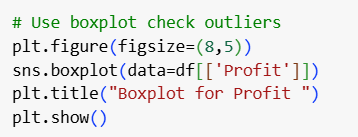 # Use boxplot check outliers
plt.figure(figsize=(8,5))
sns.boxplot(data=df[['Profit']])
plt.title("Boxplot for Profit ")
plt.show()